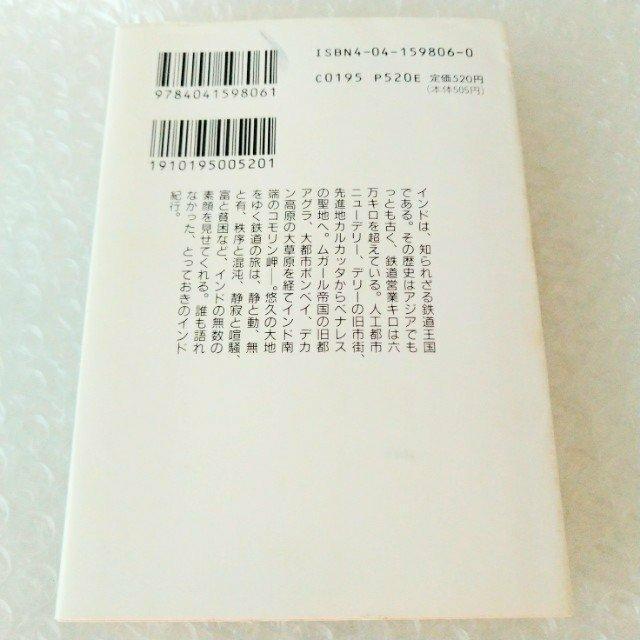 ISBN4-04-159806-0
C0195 P520E 定価520円
(本体505円)
9784041598061
1910195005201
インドは、知られざる鉄道王国
である。その歴史はアジアでも
っとも古く、鉄道営業キロは六
万キロを超えている。人工都市
ニューデリー、デリーの旧市街、
先進地カルカッタからベナレス
の聖地へ。ムガール帝国の旧都
アグラ、大都市ボンベイ、デカ
ン高原の大草原を経てインド南
端のコモリン岬──。悠久の大地
をゆく鉄道の旅は、静と動、無
と有、秩序と混沌、静寂と喧騒、
富と貧困など、インドの無数の
素顔を見せてくれる。誰も語れ
なかった、とっておきのインド
紀行。